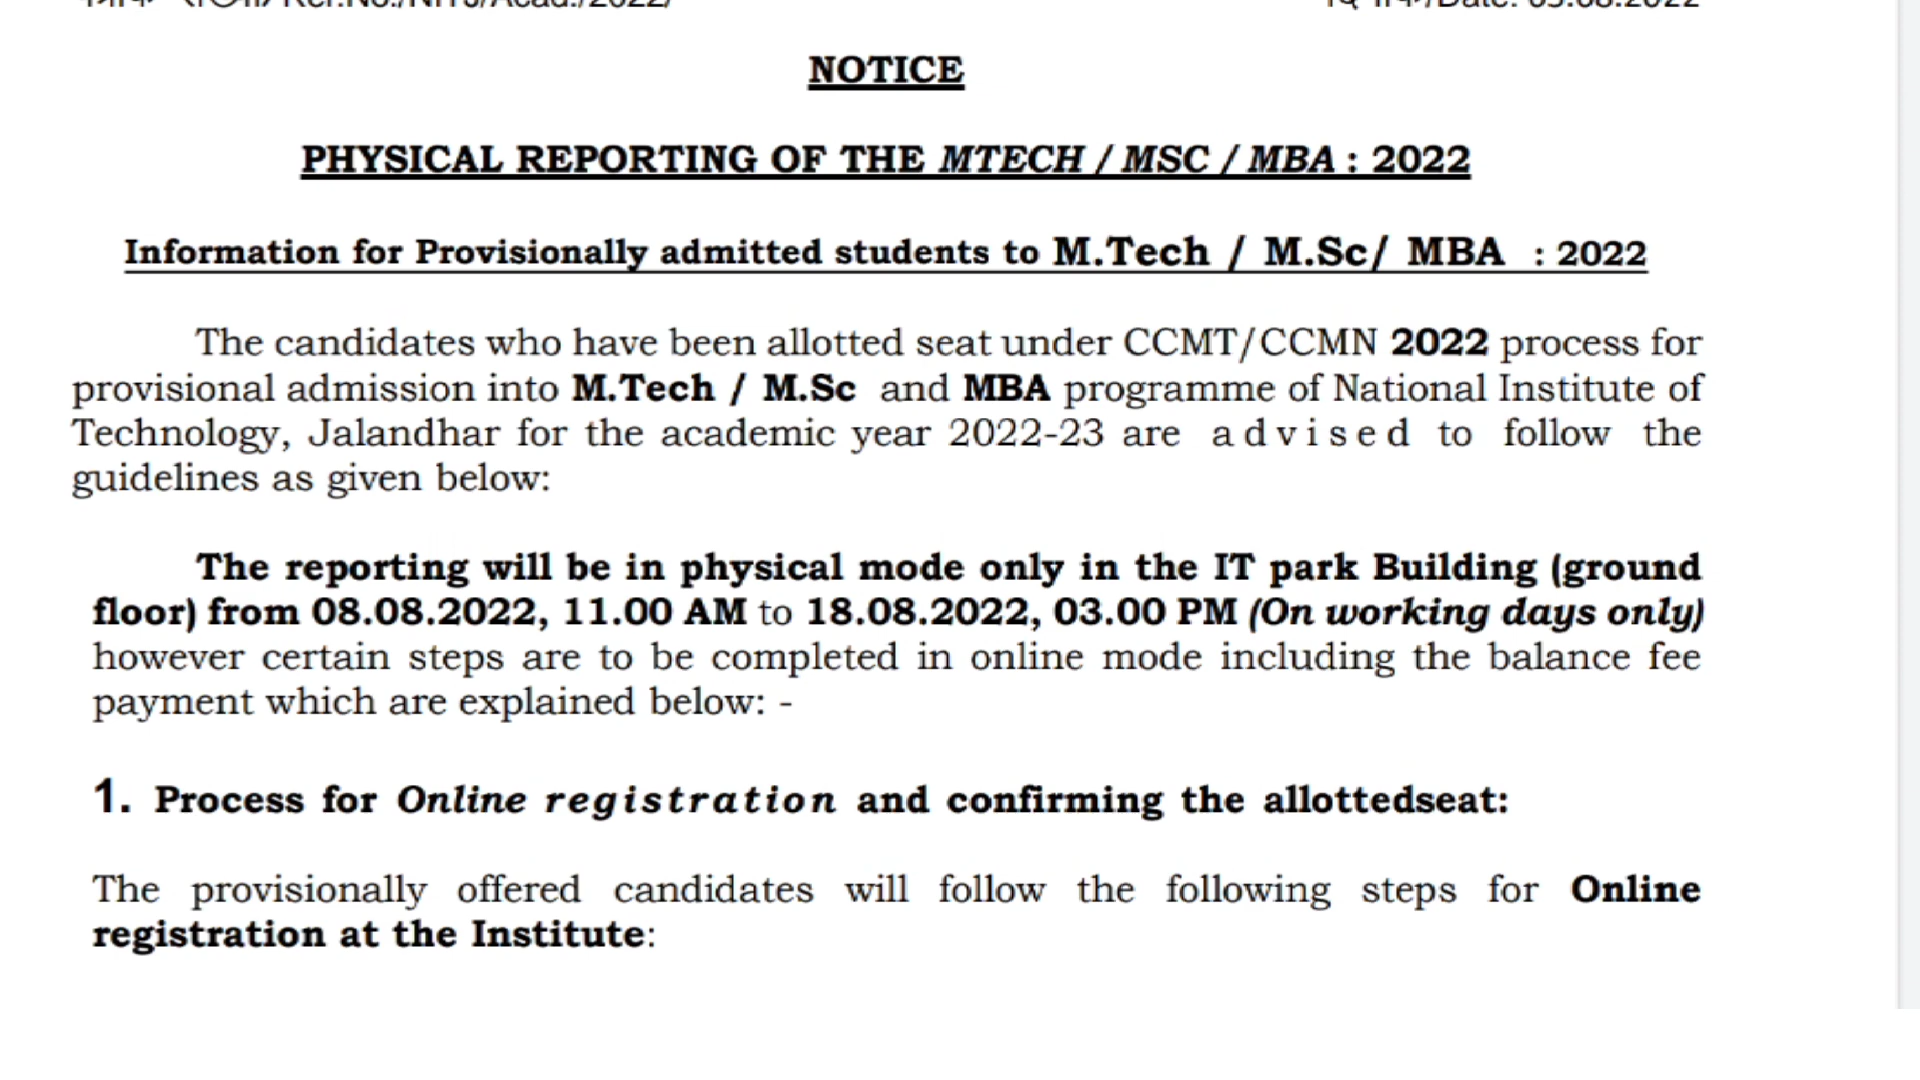 NOTICE
PHYSICAL REPORTING OF THE MTECH / MSC / MBA : 2022
Information for Provisionally admitted students to M.Tech / M.Sc/ MBA : 2022
The candidates who have been allotted seat under CCMT/CCMN 2022 process for
provisional admission into M.Tech / M.Sc and MBA programme of National Institute of
Technology, Jalandhar for the academic year 2022-23 are advised to follow the
guidelines as given below:
The reporting will be in physical mode only in the IT park Building (ground
floor) from 08.08.2022, 11.00 AM to 18.08.2022, 03.00 PM (On working days only)
however certain steps are to be completed in online mode including the balance fee
payment which are explained below: -
1. Process for Online registration and confirming the allottedseat:
The provisionally offered candidates will follow the following steps for Online
registration at the Institute: